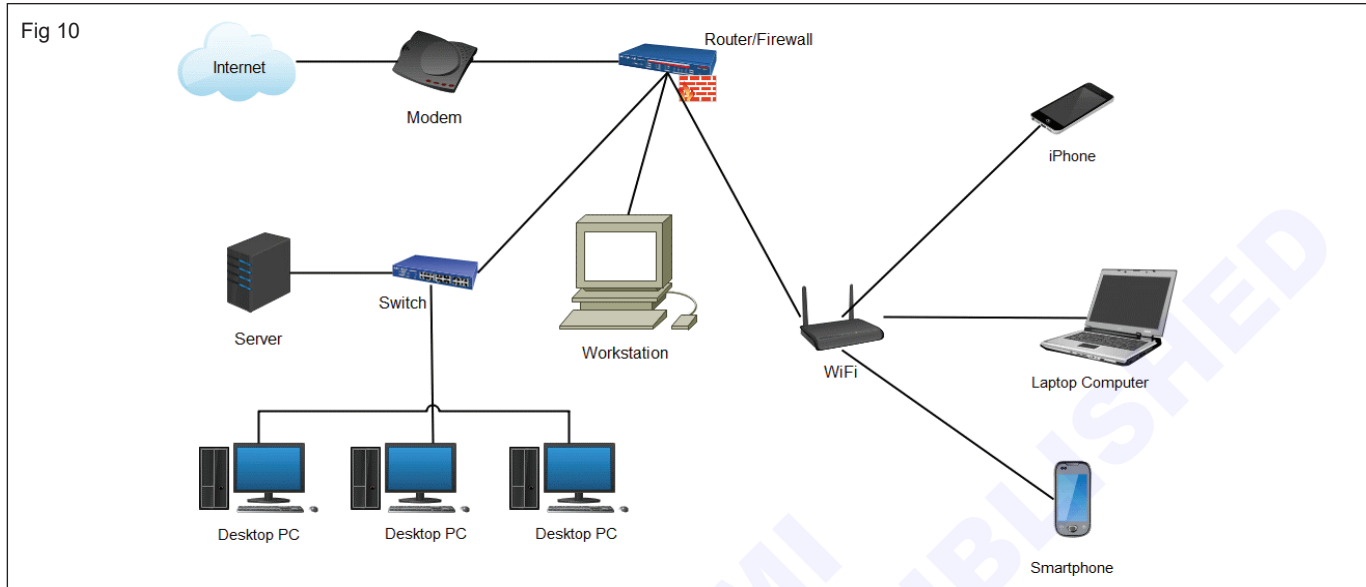 Fig 10
Internet
Modem
Router/Firewall
iPhone
Server
Switch
Workstation
WiFi
Laptop Computer
Desktop PC
Desktop PC
Desktop PC
Smartphone